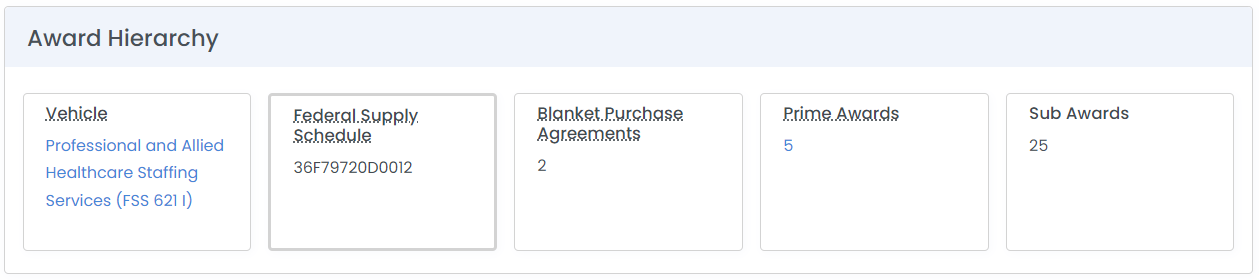 Award Hierarchy
Vehicle
Professional and Allied
Healthcare Staffing
Services (FSS 621 I)
Federal Supply
Schedule
36F79720D0012
Blanket Purchase
Agreements
2
Prime Awards
5
Sub Awards
25